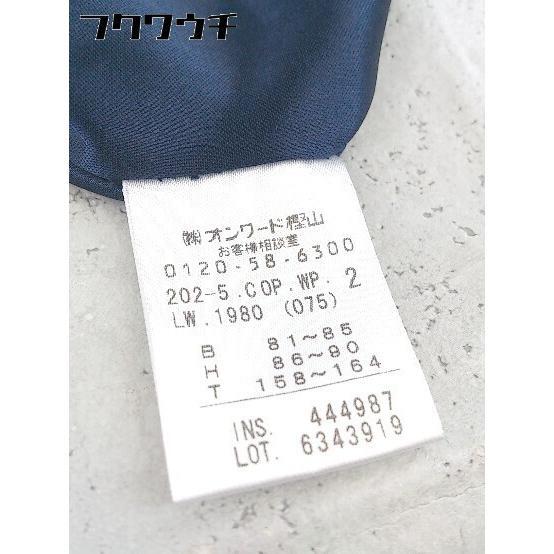 フクワウチ
㈱オンワード樫山
お客様相談室
0120-58-6300
202-5.COP.WP. 2
LW.1980 (075)
B 81～85
H 86～90
T 158～164
INS. 444987
LOT. 6343919